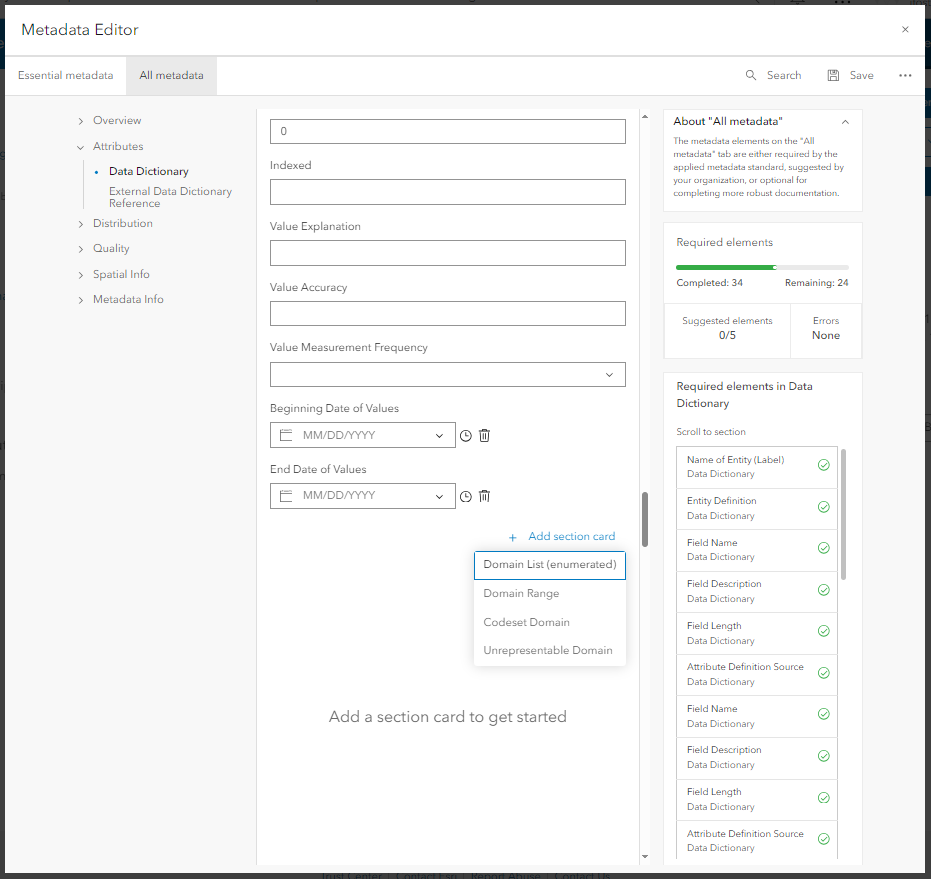 Metadata Editor
Essential metadata
All metadata
Search
Save
Overview
Attributes
Data Dictionary
External Data Dictionary
Reference
Distribution
Quality
Spatial Info
Metadata Info
0
Indexed
Value Explanation
Value Accuracy
Value Measurement Frequency
Beginning Date of Values
MM/DD/YYYY
End Date of Values
MM/DD/YYYY
+ Add section card
Domain List (enumerated)
Domain Range
Codeset Domain
Unrepresentable Domain
Add a section card to get started
About "All metadata"
The metadata elements on the "All
metadata" tab are either required by the
applied metadata standard, suggested by
your organization, or optional for
completing more robust documentation.
Required elements
Completed: 34
Remaining: 24
Suggested elements
0/5
Errors
None
Required elements in Data
Dictionary
Scroll to section
Name of Entity (Label)
Data Dictionary
Entity Definition
Data Dictionary
Field Name
Data Dictionary
Field Description
Data Dictionary
Field Length
Data Dictionary
Attribute Definition Source
Data Dictionary
Field Name
Data Dictionary
Field Description
Data Dictionary
Field Length
Data Dictionary
Attribute Definition Source
Data Dictionary
Trust Center | Contact Esri | Report Abuse | Contact Us